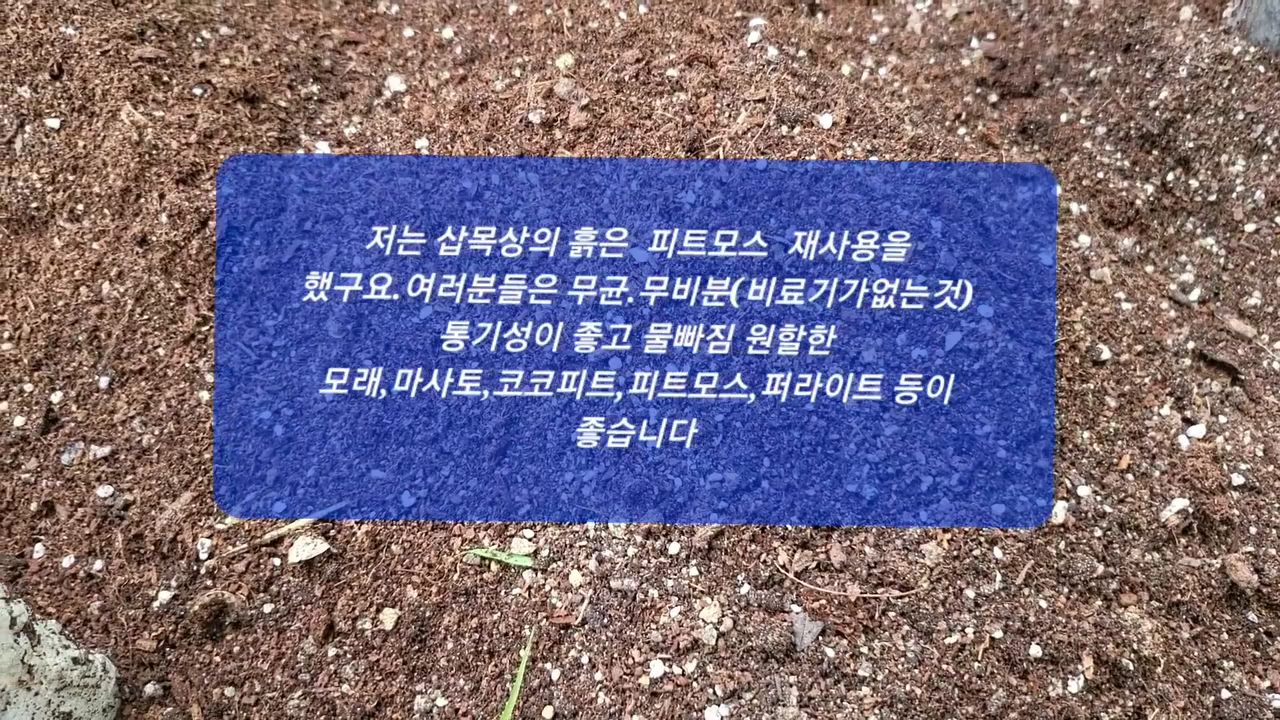 저는 삽목상의 흙은 피트모스 재사용을
했구요.여러분들은 무균.무비분(비료기가없는것)
통기성이 좋고 물빠짐 원할한
모래,마사토,코코피트,피트모스,퍼라이트 등이
좋습니다